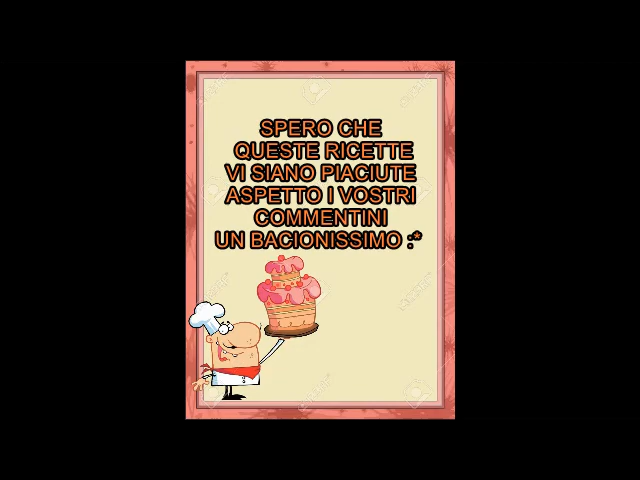 SPERO CHE
QUESTE RICETTE
VI SIANO PIACIUTE
ASPETTO I VOSTRI
COMMENTINI
UN BACIONISSIMO :*